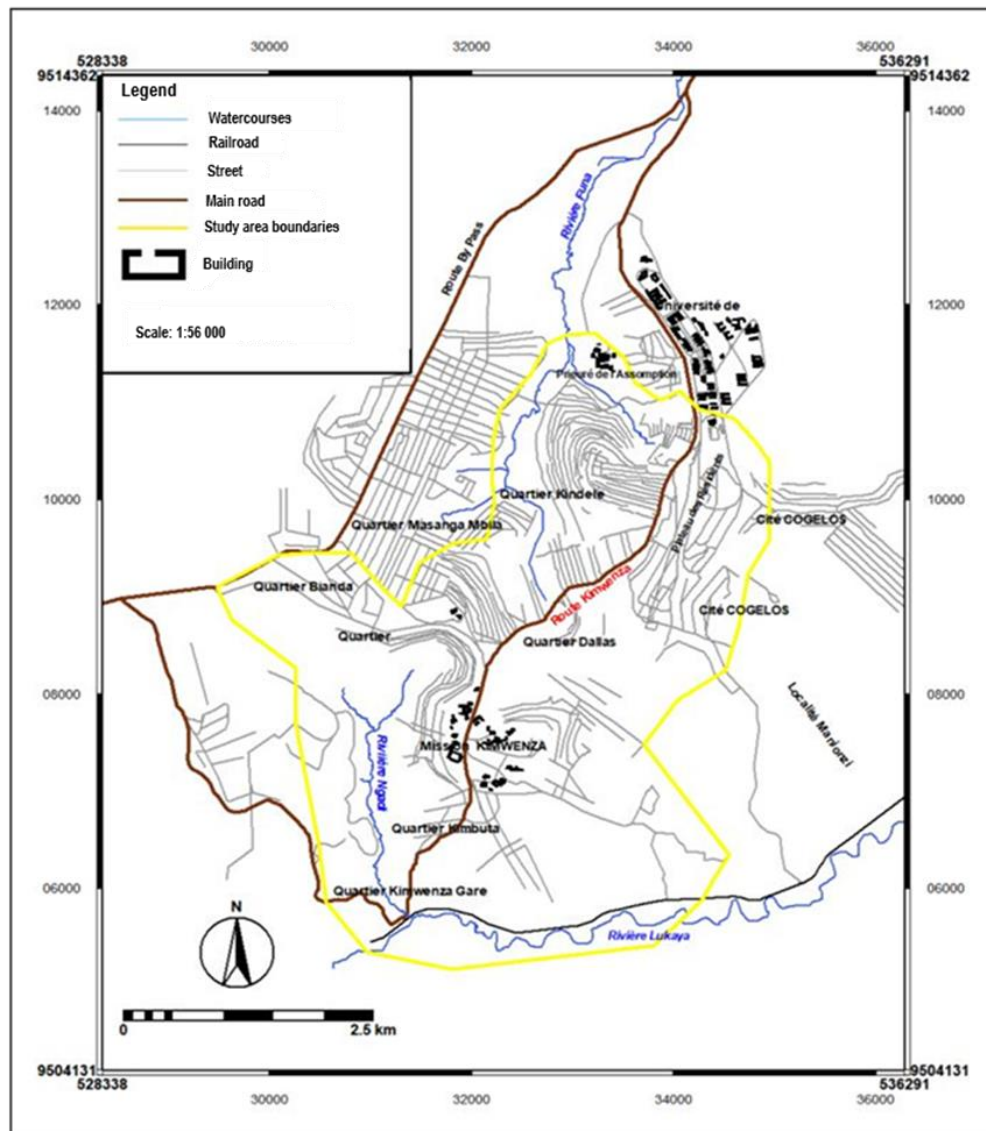 30000
32000
34000
36000
528338
536291
9514362
9514362
Legend
14000
14000
Watercourses
Railroad
Street
Main road
Study area boundaries
Building
Scale: 1:56 000
Rivière Funa
Route By Pass
12000
12000
Université de
Prieuré de l'Assomption
10000
10000
Quartier Kindele
Plateau des
Quartier Masanga Mbila
Cité COGELOS
Quartier Bianda
Route Kimwenza
Cité COGELOS
Quartier
Quartier Dallas
08000
08000
Localité Manionzi
Rivière
Mission KIMWENZA
Quartier Kimbuta
06000
06000
Quartier Kimwenza Gare
N
Rivière Lukaya
0
2.5 km
9504131
9504131
528338
536291
30000
32000
34000
36000